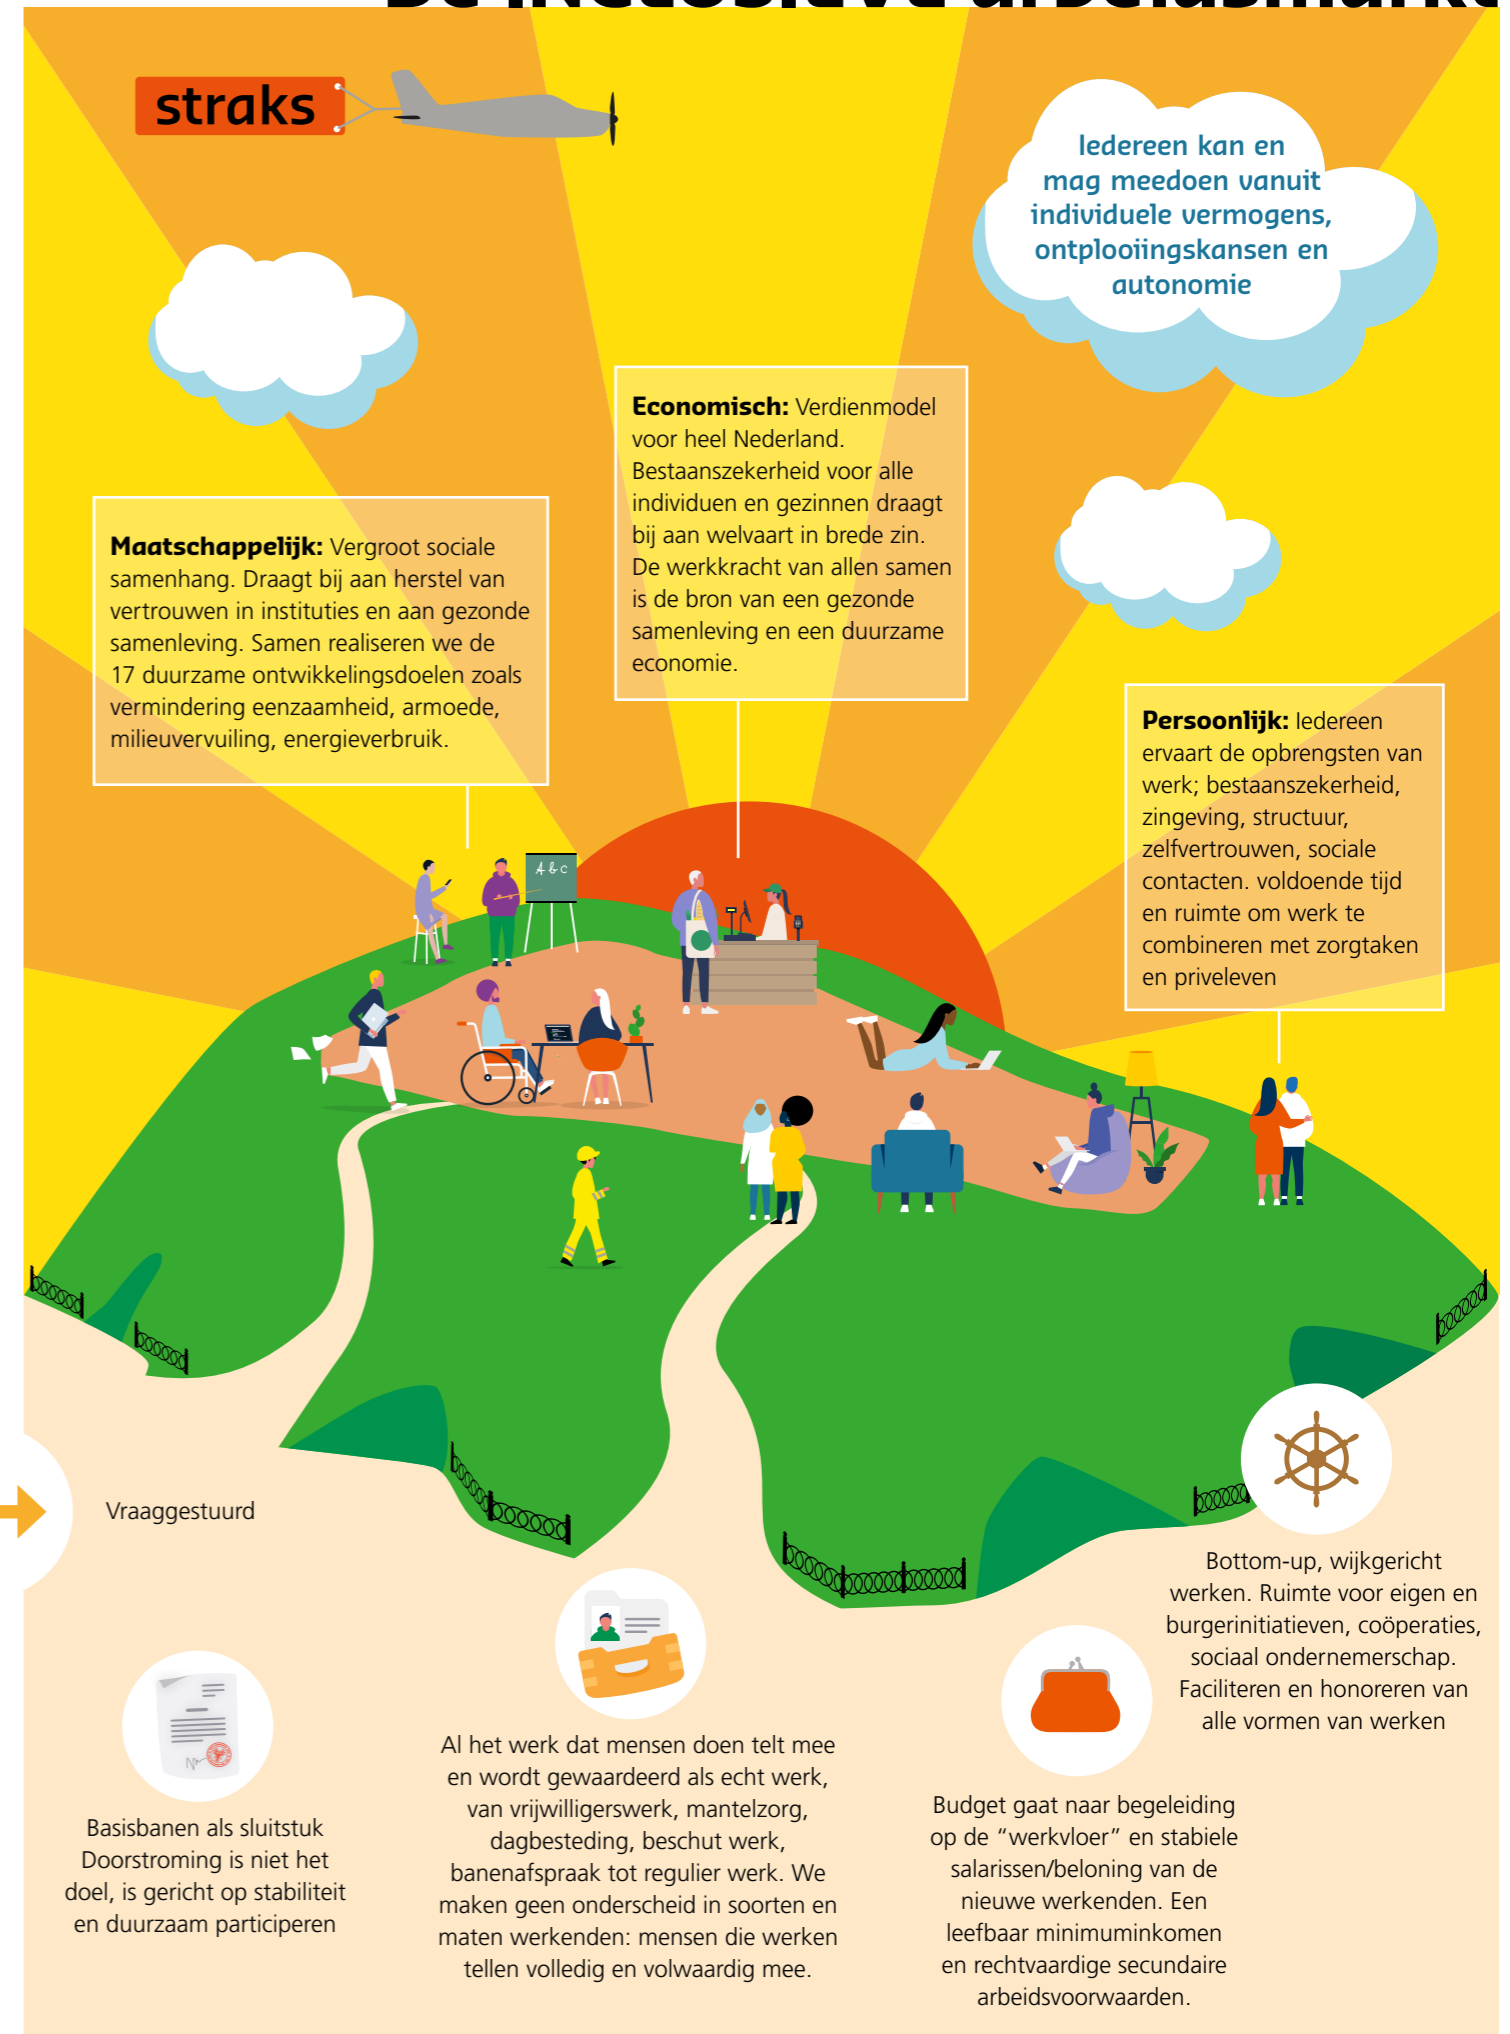 straks
Iedereen kan en
mag meedoen vanuit
individuele vermogens,
ontplooiingskansen en
autonomie
Economisch: Verdienmodel
voor heel Nederland.
Bestaanszekerheid voor alle
individuen en gezinnen draagt
bij aan welvaart in brede zin.
De werkkracht van allen samen
is de bron van een gezonde
samenleving en een duurzame
economie.
Maatschappelijk: Vergroot sociale
samenhang. Draagt bij aan herstel van
vertrouwen in instituties en aan gezonde
samenleving. Samen realiseren we de
17 duurzame ontwikkelingsdoelen zoals
vermindering eenzaamheid, armoede,
milieuvervuiling, energieverbruik.
Persoonlijk: Iedereen
ervaart de opbrengsten van
werk; bestaanszekerheid,
zingeving, structuur,
zelfvertrouwen, sociale
contacten. voldoende tijd
en ruimte om werk te
combineren met zorgtaken
en priveleven
Abc
Vraaggestuurd
Basisbanen als sluitstuk
Doorstroming is niet het
doel, is gericht op stabiliteit
en duurzaam participeren
Al het werk dat mensen doen telt mee
en wordt gewaardeerd als echt werk,
van vrijwilligerswerk, mantelzorg,
dagbesteding, beschut werk,
banenafspraak tot regulier werk. We
maken geen onderscheid in soorten en
maten werkenden: mensen die werken
tellen volledig en volwaardig mee.
Budget gaat naar begeleiding
op de “werkvloer” en stabiele
salarissen/beloning van de
nieuwe werkenden. Een
leefbaar minimuminkomen
en rechtvaardige secundaire
arbeidsvoorwaarden.
Bottom-up, wijkgericht
werken. Ruimte voor eigen en
burgerinitiatieven, coöperaties,
sociaal ondernemerschap.
Faciliteren en honoreren van
alle vormen van werken